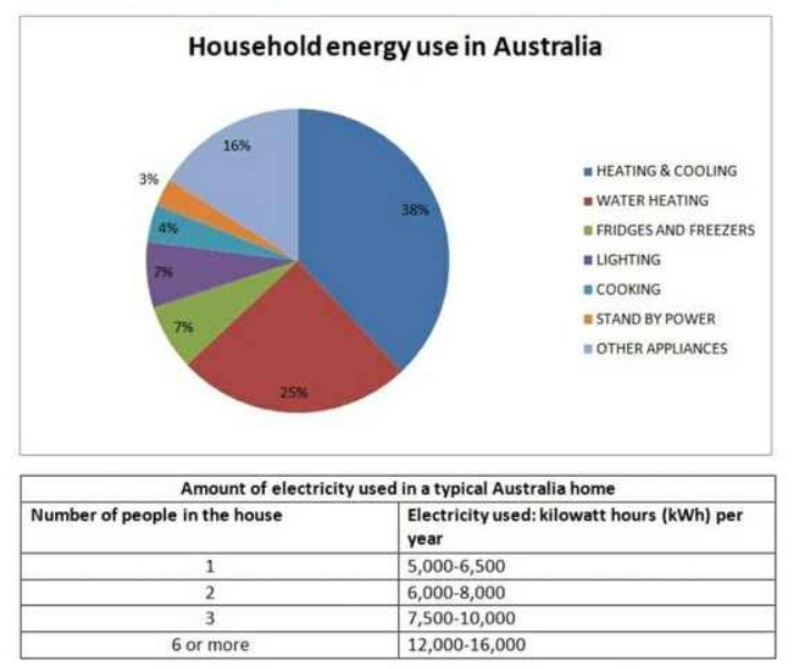 Household energy use in Australia
16%
3%
38%
4%
7%
7%
25%
HEATING & COOLING
WATER HEATING
FRIDGES AND FREEZERS
LIGHTING
COOKING
STAND BY POWER
OTHER APPLIANCES
Amount of electricity used in a typical Australia home
Number of people in the house
Electricity used: kilowatt hours (kWh) per
year
1
5,000-6,500
2
6,000-8,000
3
7,500-10,000
6 or more
12,000-16,000